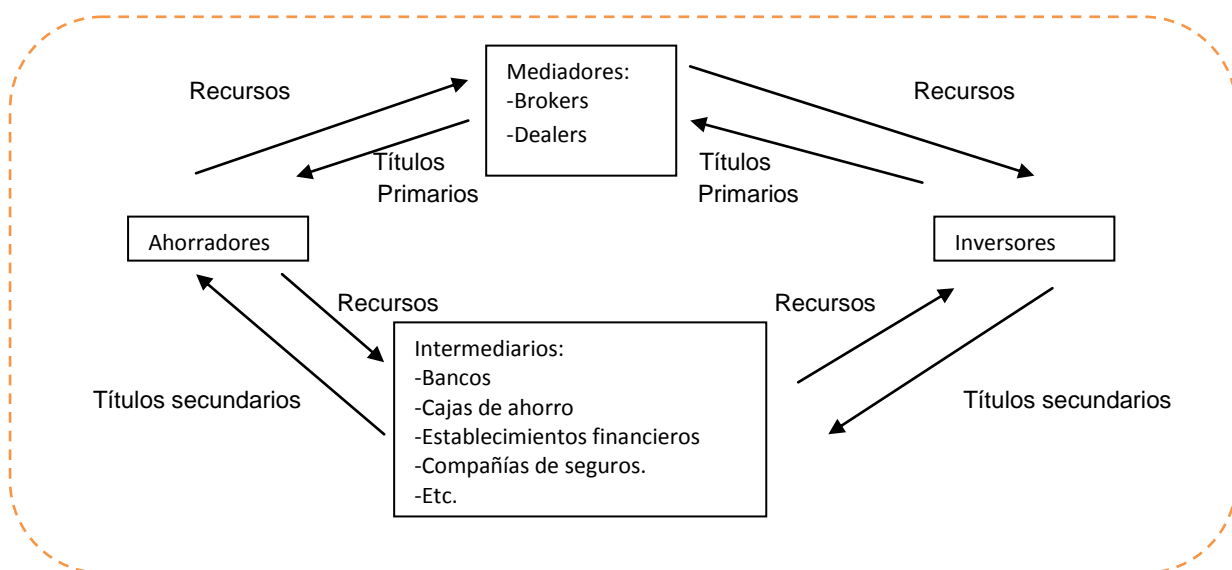 Mediadores:
-Brokers
-Dealers
Recursos
Recursos
Títulos
Primarios
Títulos
Primarios
Ahorradores
Inversores
Recursos
Recursos
Intermediarios:
-Bancos
-Cajas de ahorro
-Establecimientos financieros
-Compañías de seguros.
-Etc.
Títulos secundarios
Títulos secundarios